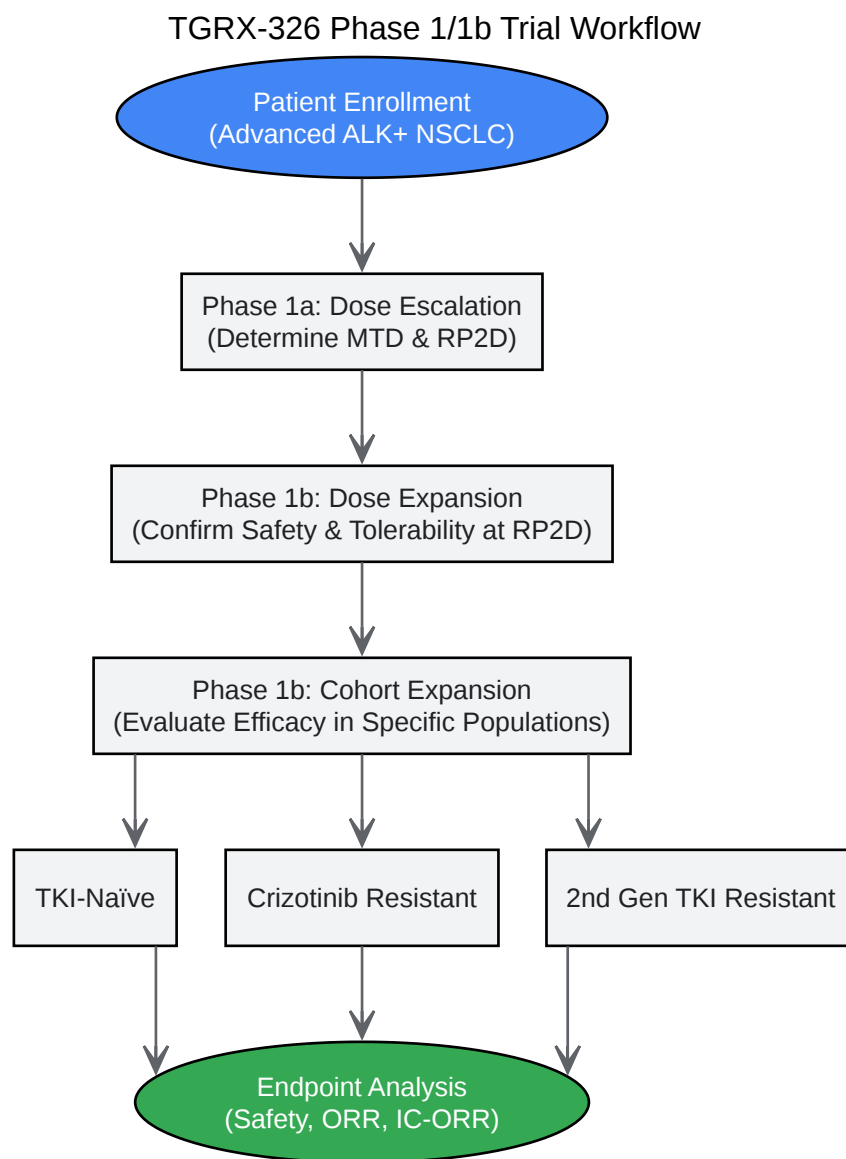 TGRX-326 Phase 1/1b Trial Workflow
Patient Enrollment
(Advanced ALK+ NSCLC)
Phase 1a: Dose Escalation
(Determine MTD & RP2D)
Phase 1b: Dose Expansion
(Confirm Safety & Tolerability at RP2D)
Phase 1b: Cohort Expansion
(Evaluate Efficacy in Specific Populations)
TKI-Naïve
Crizotinib Resistant
2nd Gen TKI Resistant
Endpoint Analysis
(Safety, ORR, IC-ORR)